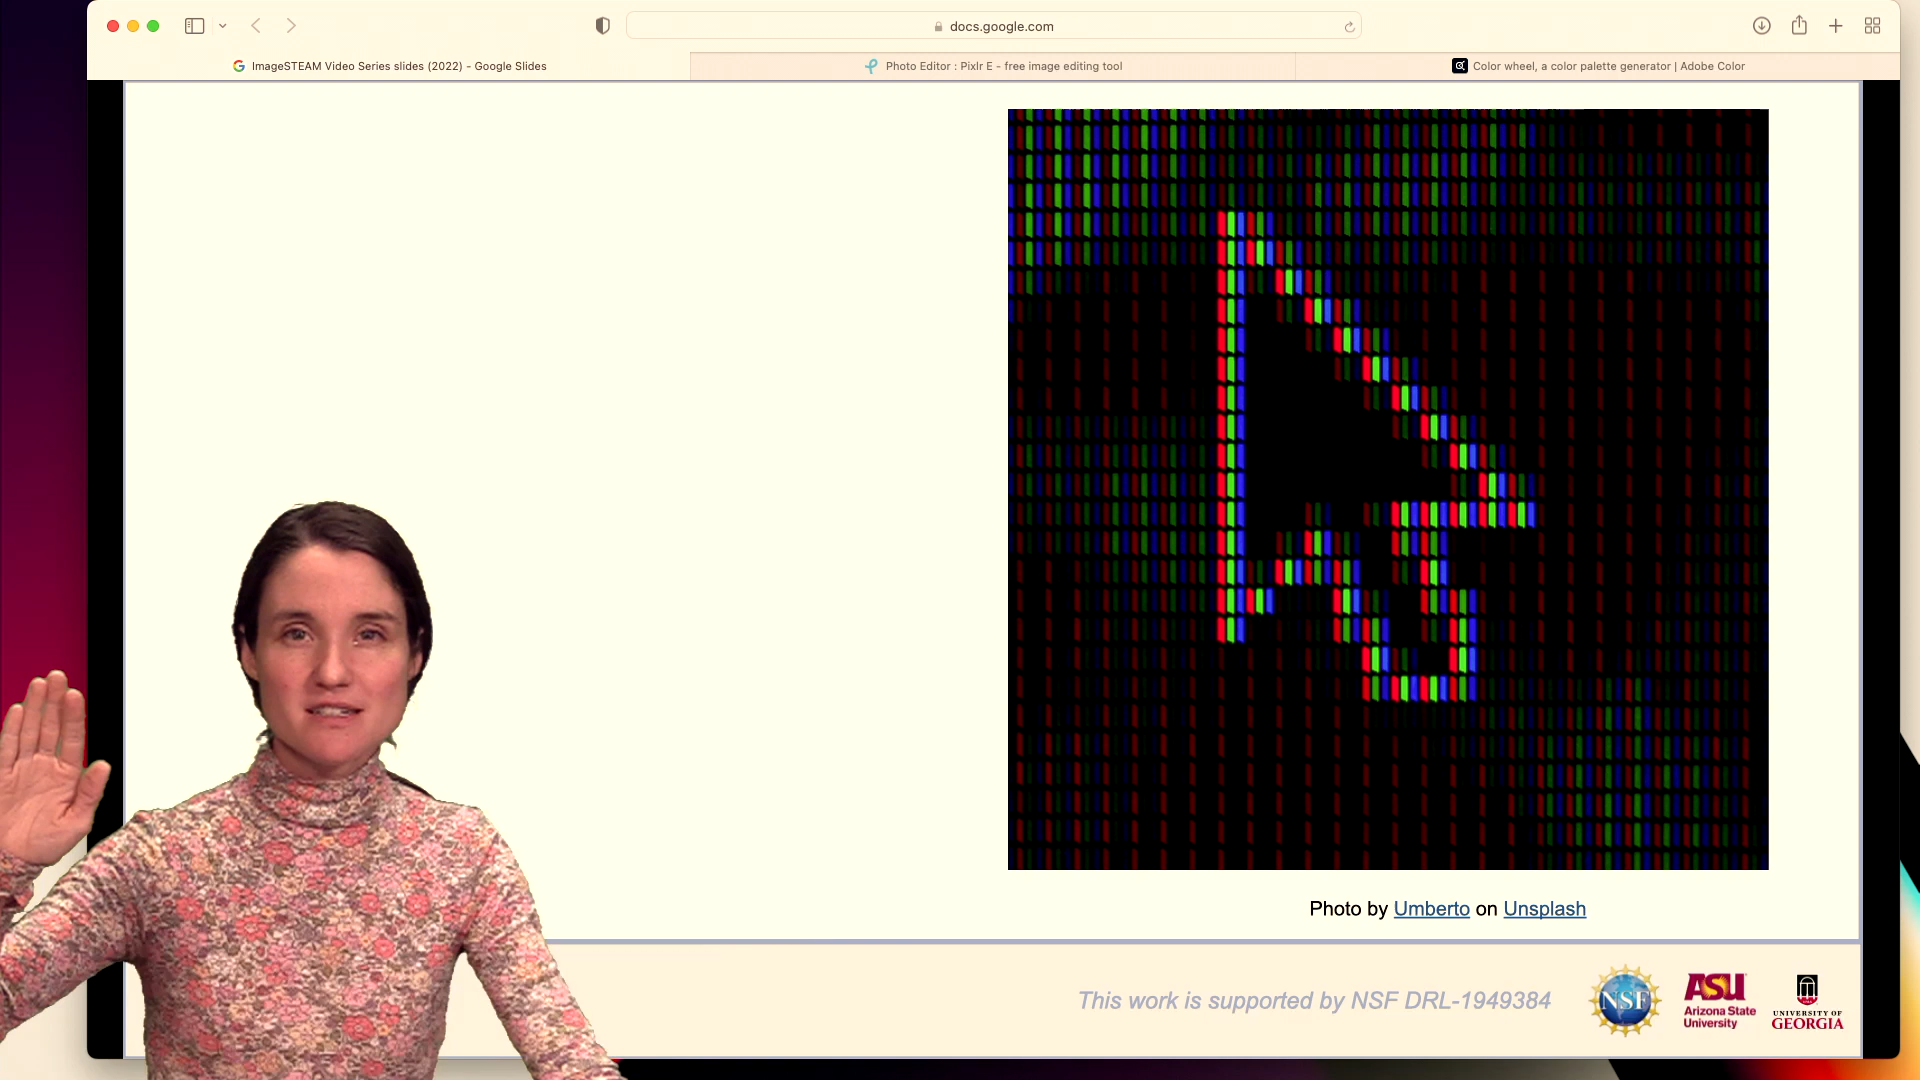 docs.google.com
ImageSTEAM Video Series slides (2022) - Google Slides
Photo Editor : Pixlr E - free image editing tool
Color wheel, a color palette generator | Adobe Color
Photo by Umberto on Unsplash
This work is supported by NSF DRL-1949384
NSF
ASU
Arizona State
University
UNIVERSITY OF
GEORGIA